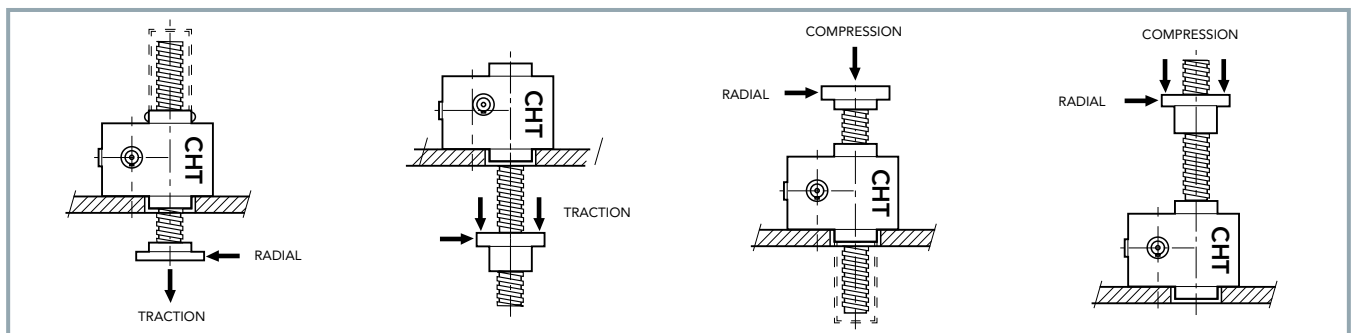 CHT
RADIAL
TRACTION
CHT
TRACTION
COMPRESSION
RADIAL
CHT
COMPRESSION
RADIAL
CHT